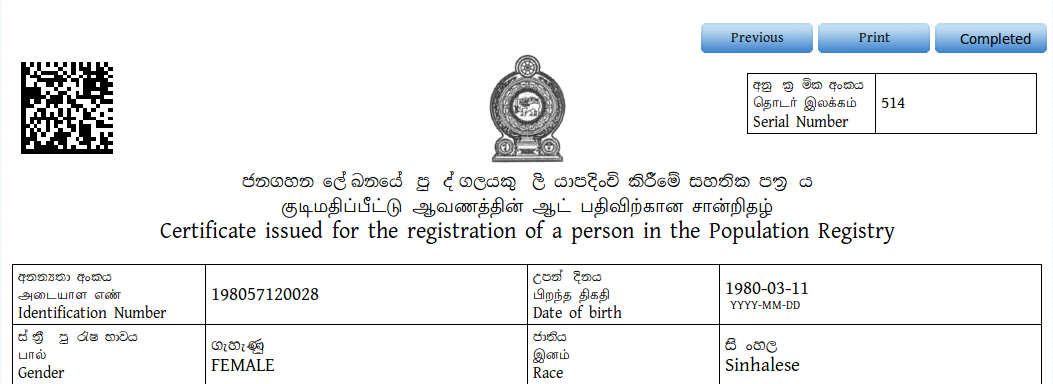 Previous Print Completed
අනු ක්‍ර මික අංකය
தொடர் இலக்கம்
Serial Number
514
ජනගහන ලේ ඛනයේ පු ද් ගලයකු ලි යාපදිංචි කිරීමේ සහතික පත්‍ර ය
குடிமதிப்பீட்டு ஆவணத்தின் ஆட் பதிவிற்கான சான்றிதழ்
Certificate issued for the registration of a person in the Population Registry
අනන්‍යතා අංකය
அடையாள எண்
Identification Number
198057120028
උපන් දිනය
பிறந்த திகதி
Date of birth
1980-03-11
YYYY-MM-DD
ස් ත්‍රී පු රුෂ භාවය
பால்
Gender
ගැහැණු
FEMALE
ජාතිය
இனம்
Race
සි ංහල
Sinhalese